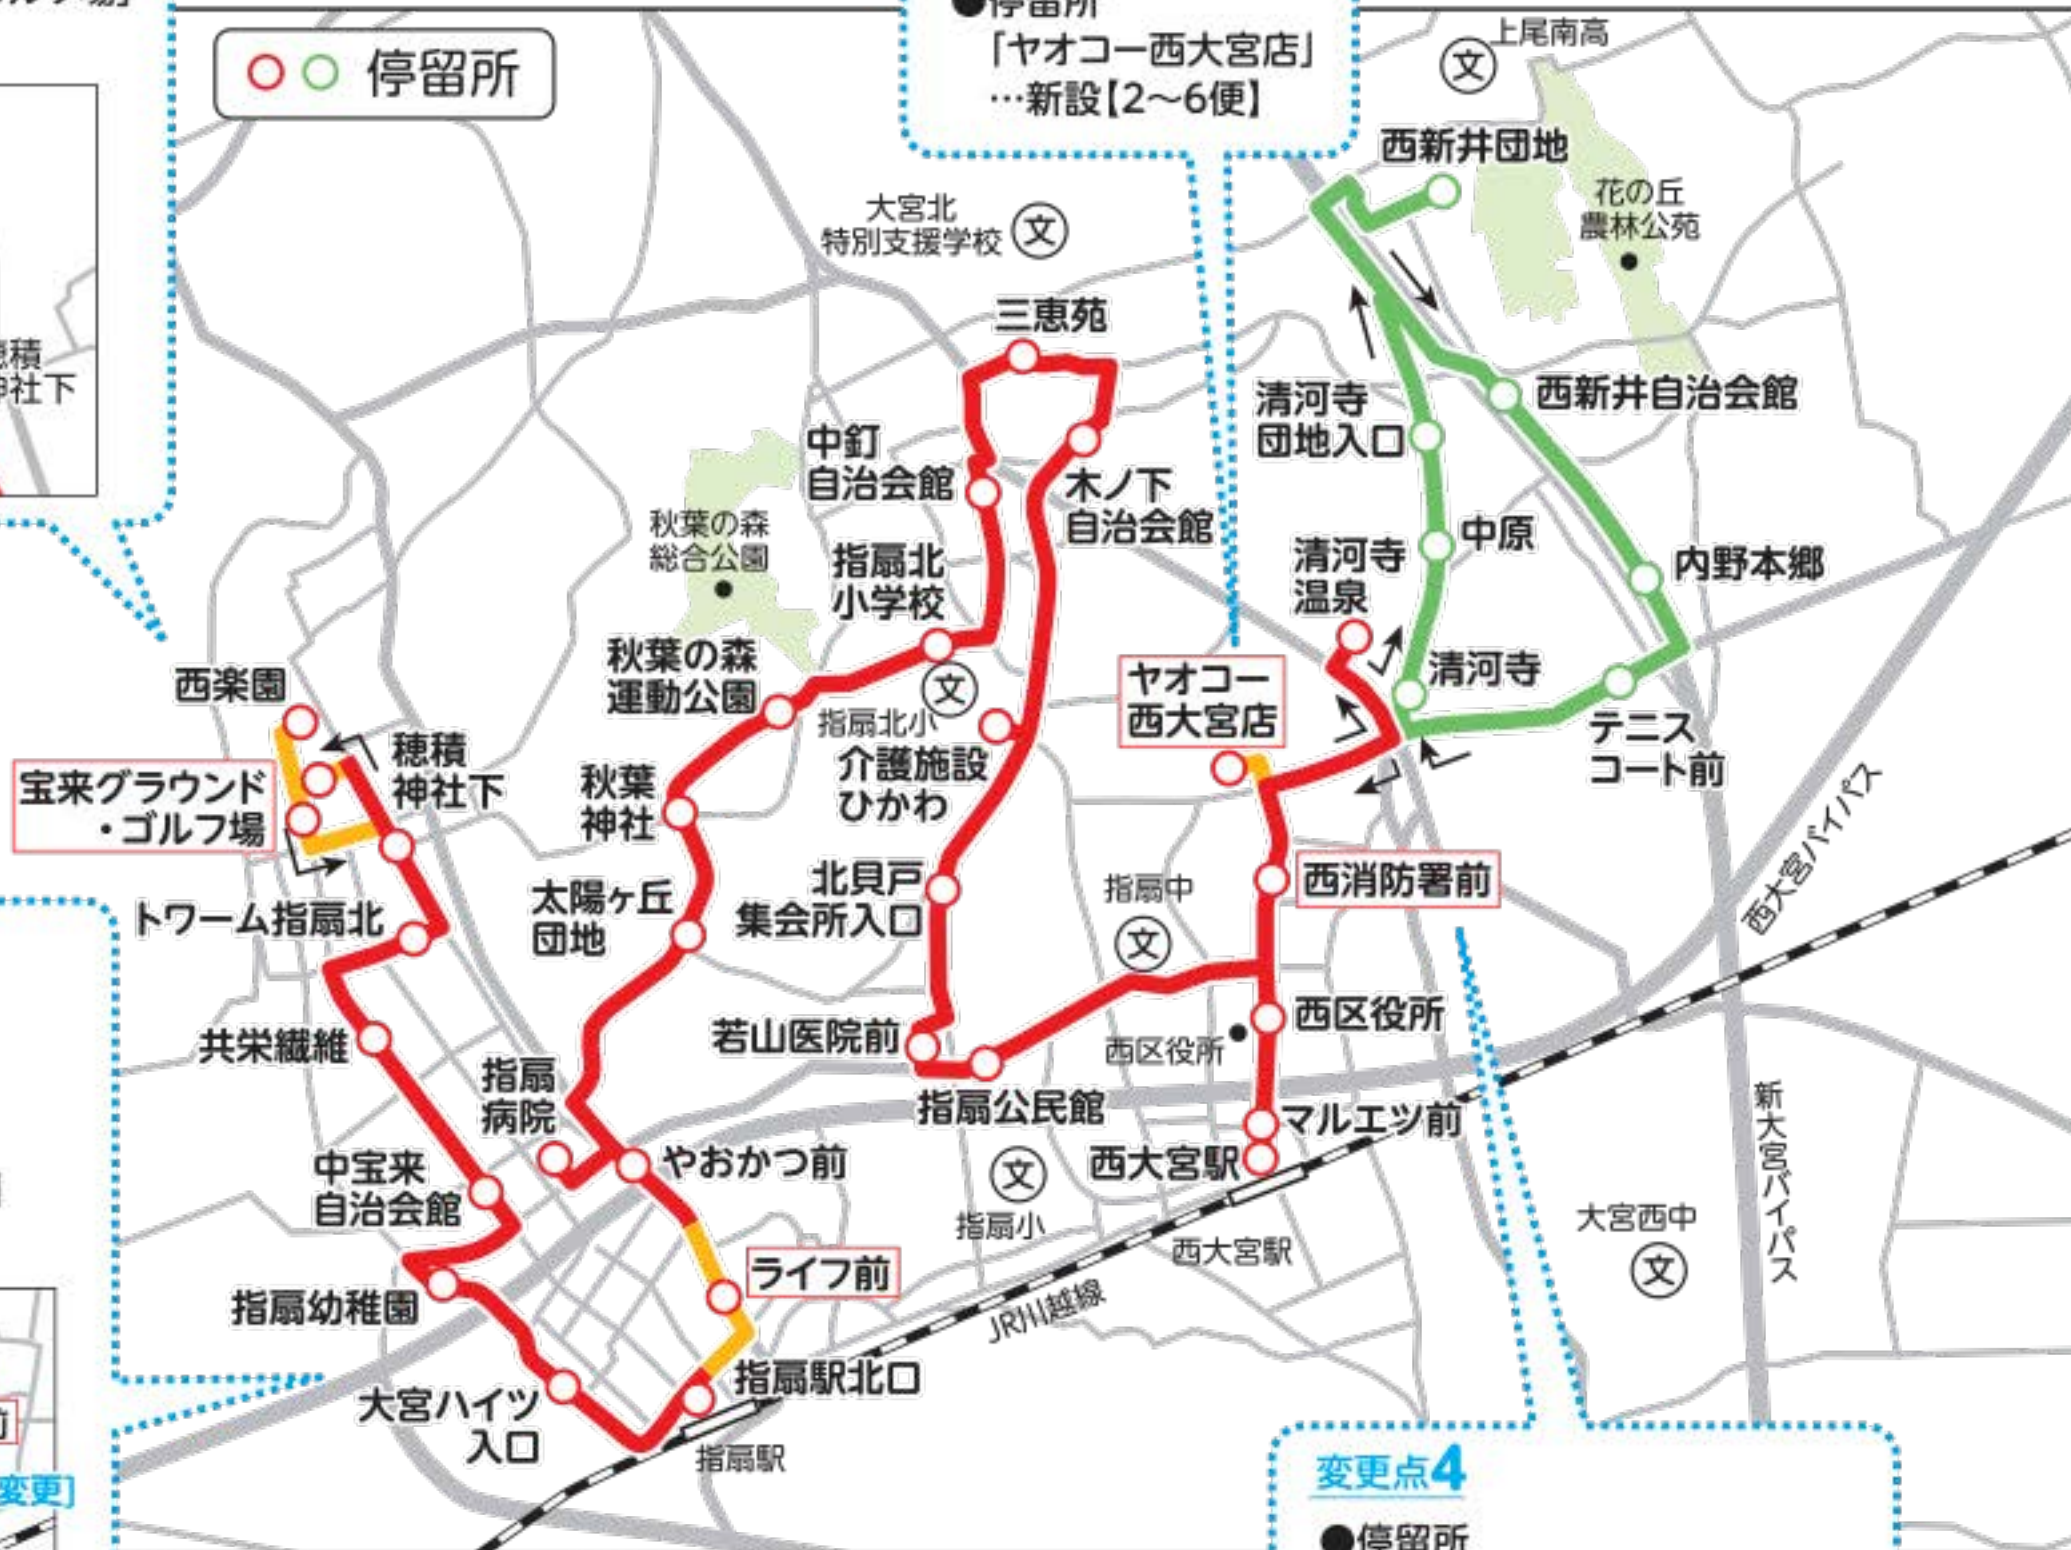 停留所
停留所
「ヤオコー西大宮店」
…新設【2〜6便】
上尾南高
文
西新井団地
花の丘
農林公苑
大宮北
特別支援学校
文
三恵苑
神社下
中釘
自治会館
木ノ下
自治会館
清河寺
団地入口
西新井自治会館
秋葉の森
総合公園
指扇北
小学校
中原
清河寺
温泉
内野本郷
秋葉の森
運動公園
文
指扇北小
ヤオコー
西大宮店
清河寺
テニス
コート前
西楽園
穂積
神社下
宝来グラウンド
・ゴルフ場
秋葉
神社
介護施設
ひかわ
西大宮バイパス
トワーム指扇北
太陽ヶ丘
団地
北貝戸
集会所入口
指扇中
文
西消防署前
共栄繊維
若山医院前
西区役所
西区役所
指扇
病院
指扇公民館
マルエツ前
西大宮駅
新大宮バイパス
中宝来
自治会館
やおかつ前
文
指扇小
西大宮駅
大宮西中
文
ライフ前
JR川越線
指扇幼稚園
指扇駅北口
大宮ハイツ
入口
指扇駅
変更]
変更点4
●停留所